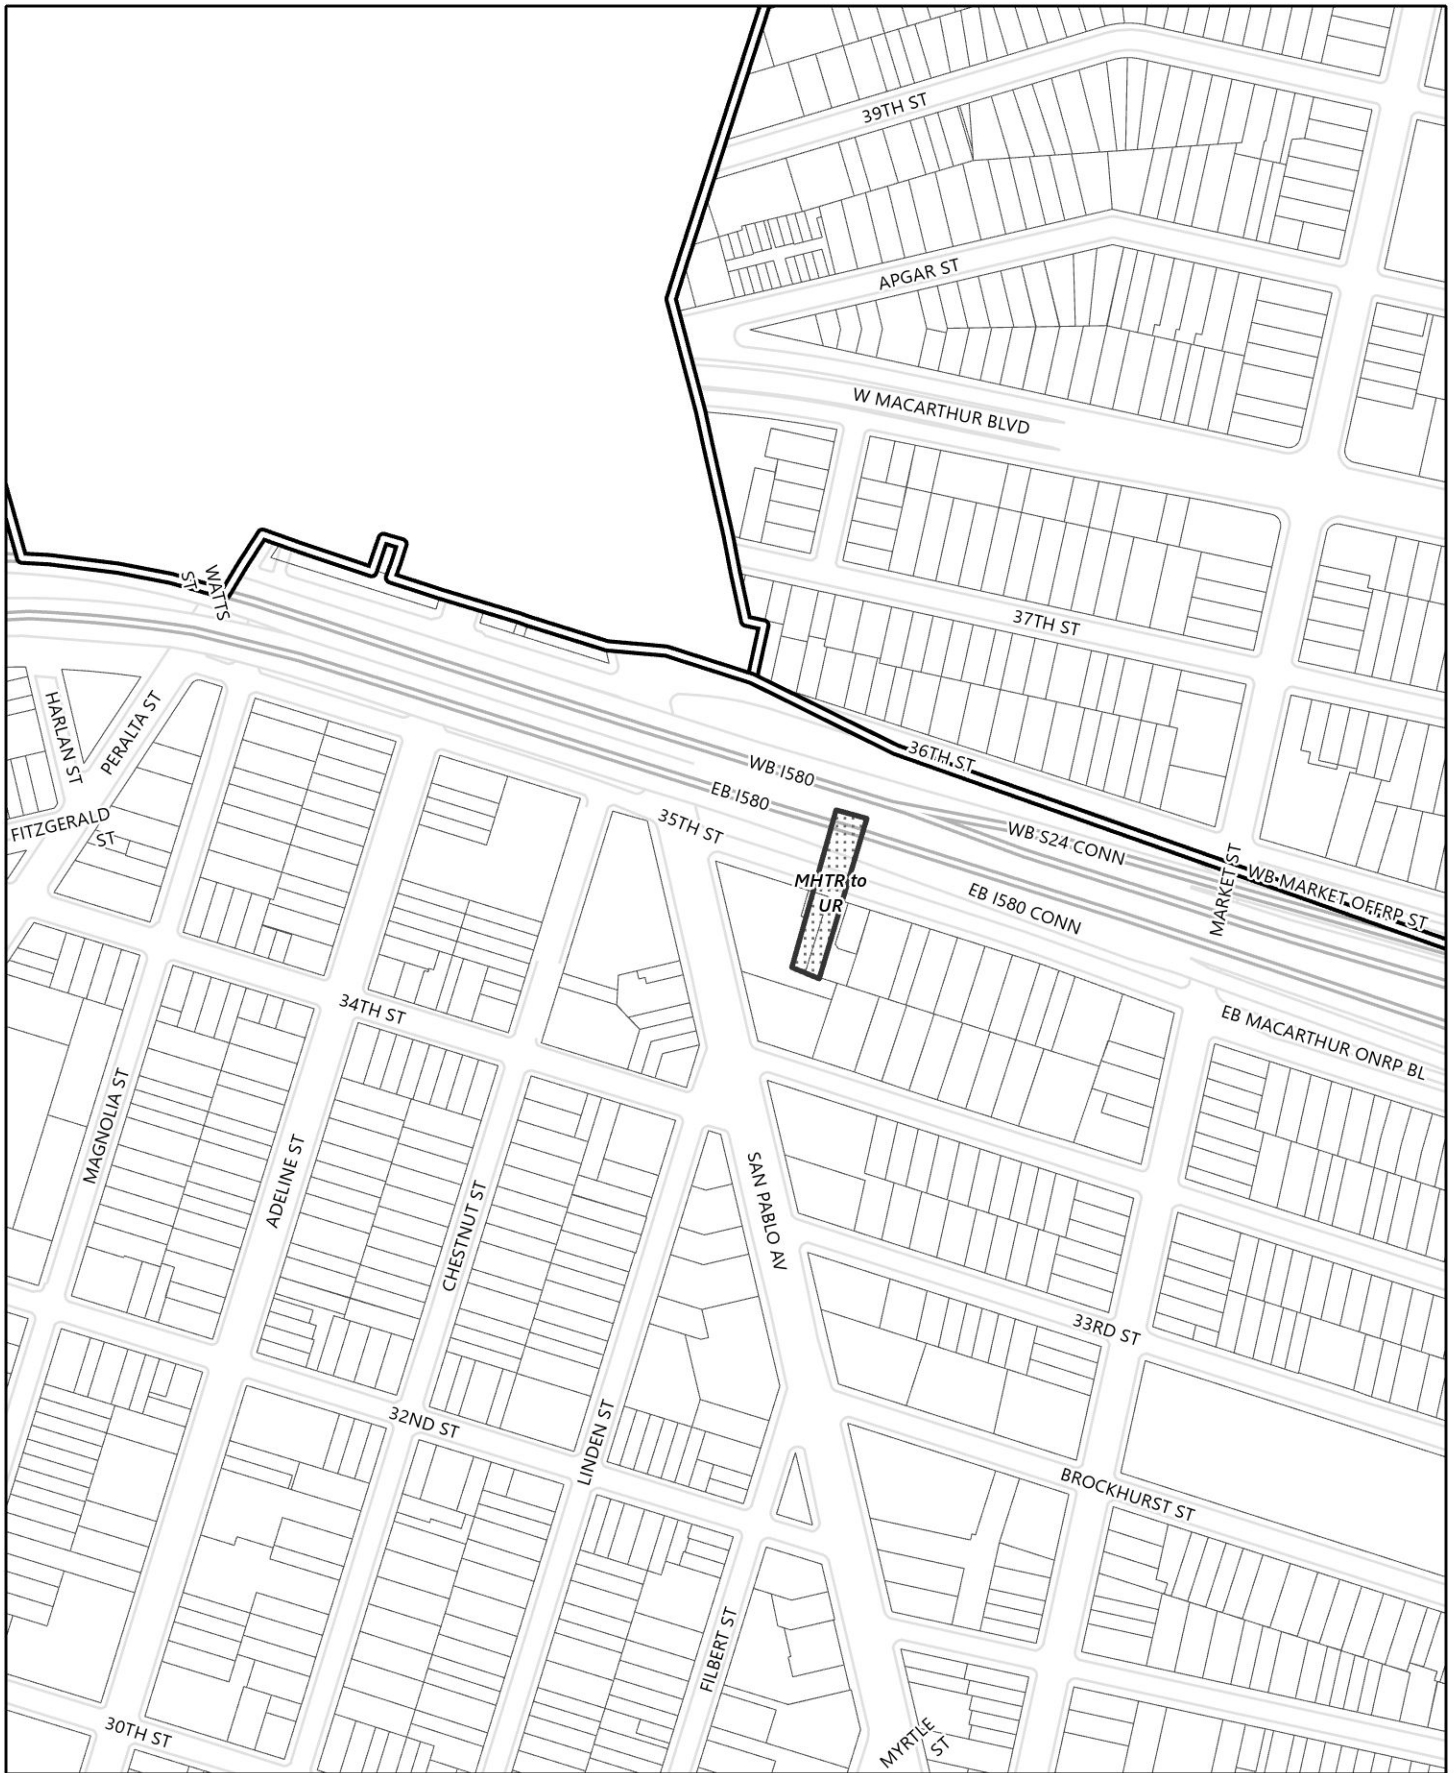 39TH ST
APGAR ST
W MACARTHUR BLVD
WATTS
ST
37TH ST
HARLAN ST
PERALTA ST
36TH ST
WB I580
EB I580
35TH ST
FITZGERALD
ST
WB S24 CONN
MHTR to
UR
MARKET ST
WB MARKET OFFRP ST
EB I580 CONN
34TH ST
EB MACARTHUR ONRP BL
MAGNOLIA ST
ADELINE ST
CHESTNUT ST
SAN PABLO AV
33RD ST
32ND ST
LINDEN ST
BROCKHURST ST
FILBERT ST
30TH ST
MYRTLE
ST